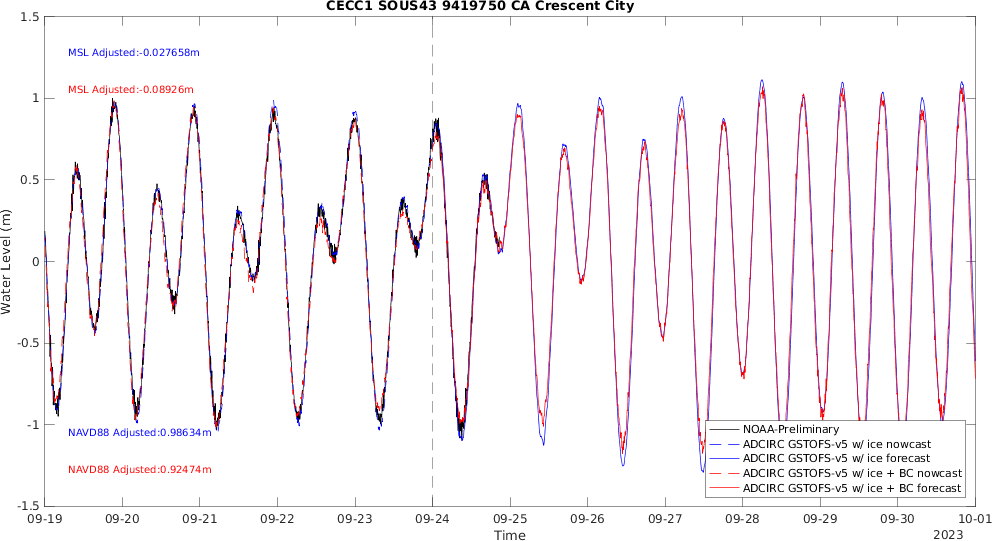 CECC1 SOUS43 9419750 CA Crescent City
1.5
1
0.5
0
-0.5
-1
-1.5
Water Level (m)
MSL Adjusted:-0.027658m
MSL Adjusted:-0.08926m
NAVD88 Adjusted:0.98634m
NAVD88 Adjusted:0.92474m
NOAA-Preliminary
ADCIRC GSTOFS-v5 w/ ice nowcast
ADCIRC GSTOFS-v5 w/ ice forecast
ADCIRC GSTOFS-v5 w/ ice + BC nowcast
ADCIRC GSTOFS-v5 w/ ice + BC forecast
09-19 09-20 09-21 09-22 09-23 09-24 09-25 09-26 09-27 09-28 09-29 09-30 10-01
Time
2023